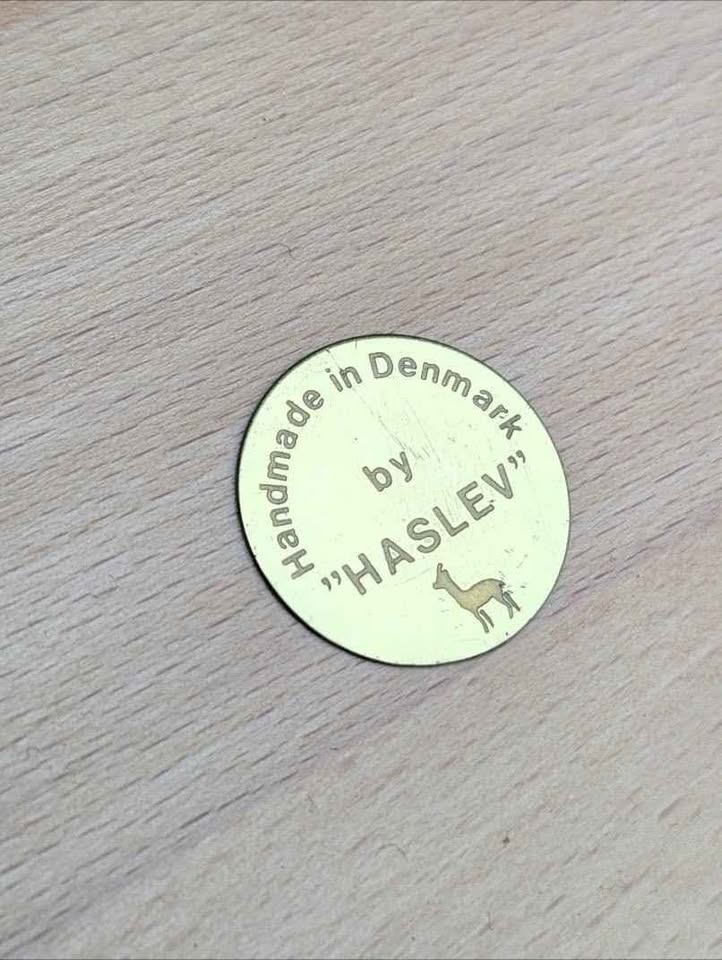 Handmade in Denmark
by
”HASLEV”